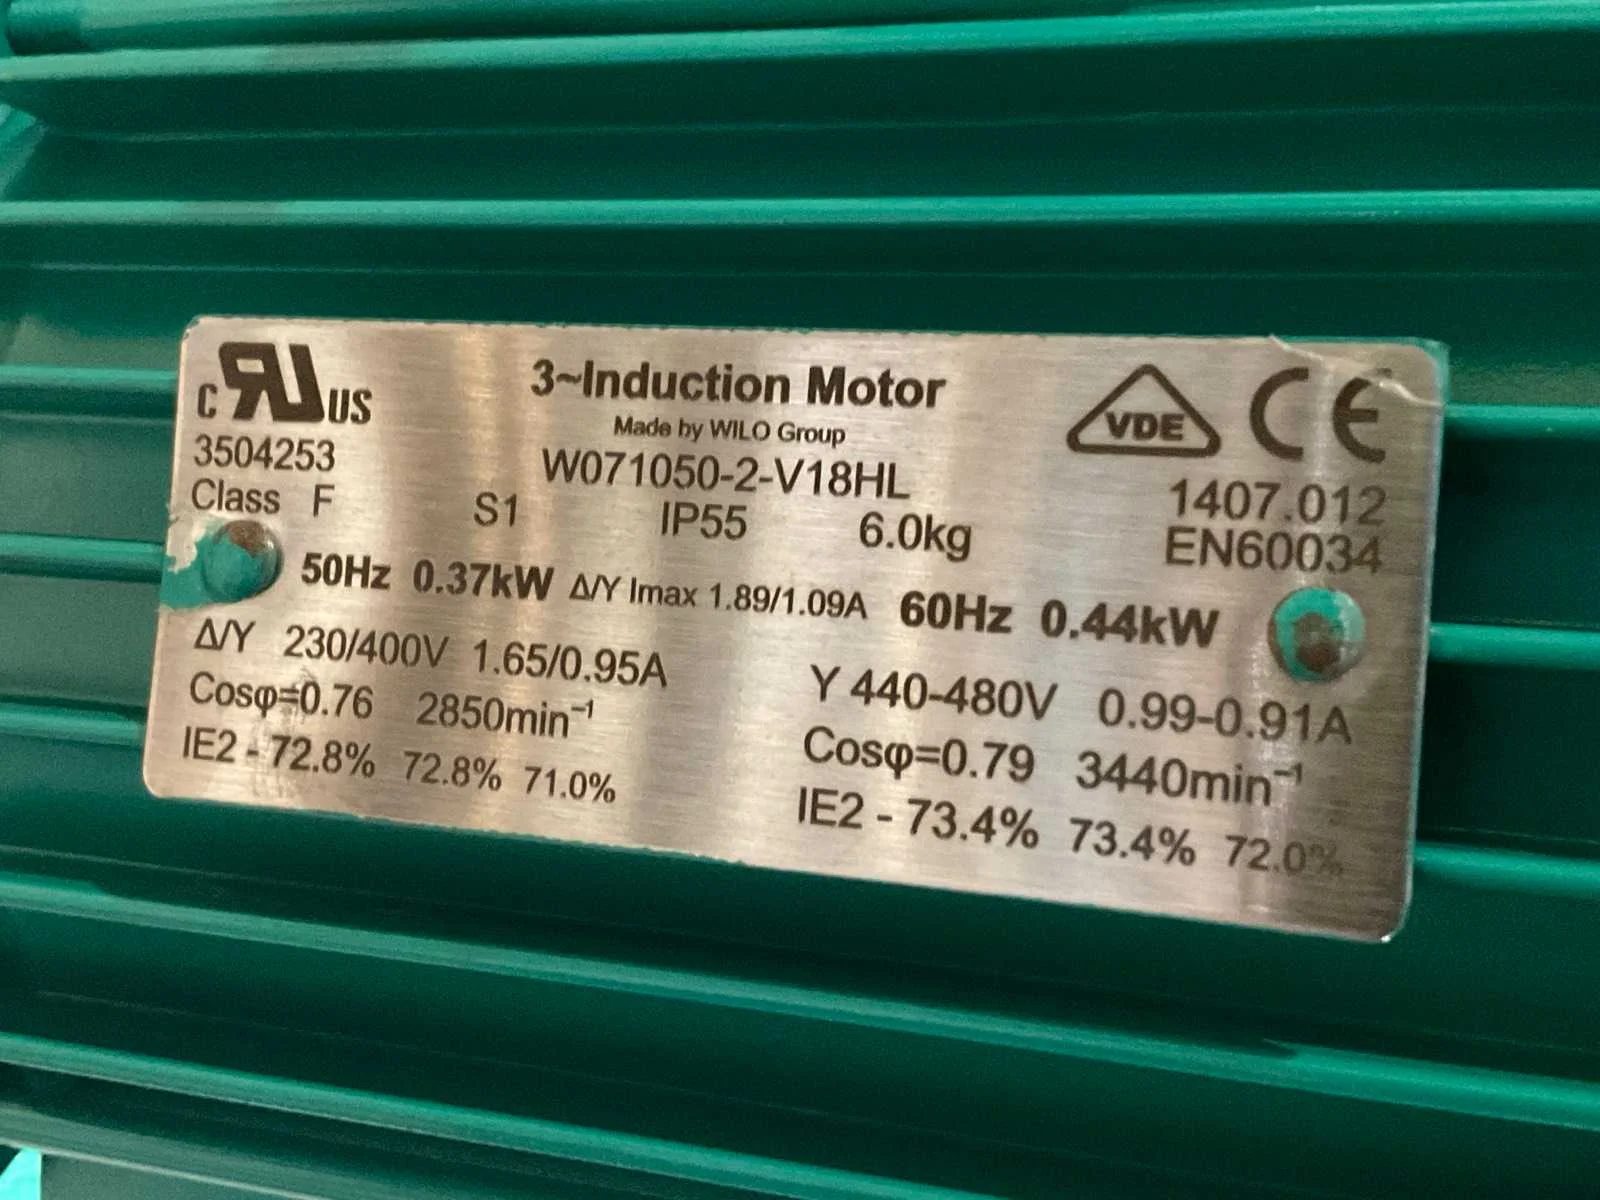 cRUus
3~Induction Motor
Made by WILO Group
VDE CE
3504253
W071050-2-V18HL
1407.012
Class F S1 IP55 6.0kg EN60034
50Hz 0.37kW Δ/Y Imax 1.89/1.09A 60Hz 0.44kW
Δ/Y 230/400V 1.65/0.95A
Y 440-480V 0.99-0.91A
Cosφ=0.76 2850min⁻¹
Cosφ=0.79 3440min⁻¹
IE2 - 72.8% 72.8% 71.0%
IE2 - 73.4% 73.4% 72.0%